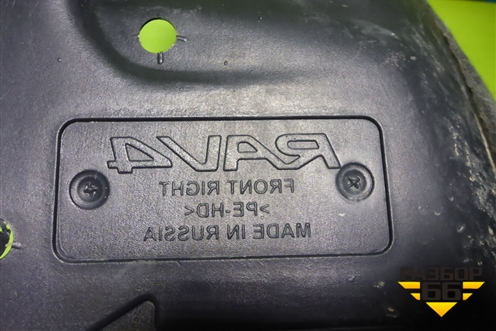 RAV4
FRONT RIGHT
>PE-HD<
MADE IN RUSSIA
РАЗБОР
66